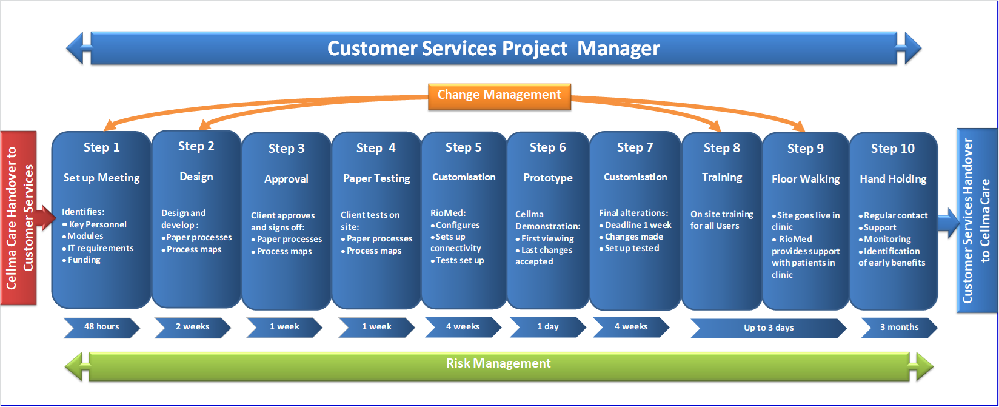 Customer Services Project  Manager
Change Management
Cellma Care Handover to
Customer Services
Step 1
Set up Meeting
Identifies:
• Key Personnel
• Modules
• IT requirements
• Funding
48 hours
Step 2
Design
Design and
develop :
• Paper processes
• Process maps
2 weeks
Step 3
Approval
Client approves
and signs off:
• Paper processes
• Process maps
1 week
Step  4
Paper Testing
Client tests on
site:
• Paper processes
• Process maps
1 week
Step 5
Customisation
RioMed:
• Configures
• Sets up
connectivity
• Tests set up
4 weeks
Step 6
Prototype
Cellma
Demonstration:
• First viewing
• Last changes
accepted
1 day
Step 7
Customisation
Final alterations:
• Deadline 1 week
• Changes made
• Set up tested
4 weeks
Step 8
Training
On site training
for all Users
Step 9
Floor Walking
• Site goes live in
clinic
• RioMed
provides support
with patients in
clinic
Up to 3 days
Step 10
Hand Holding
• Regular contact
• Support
• Monitoring
• Identification
of early benefits
3 months
Customer Services Handover
to Cellma Care
Risk Management